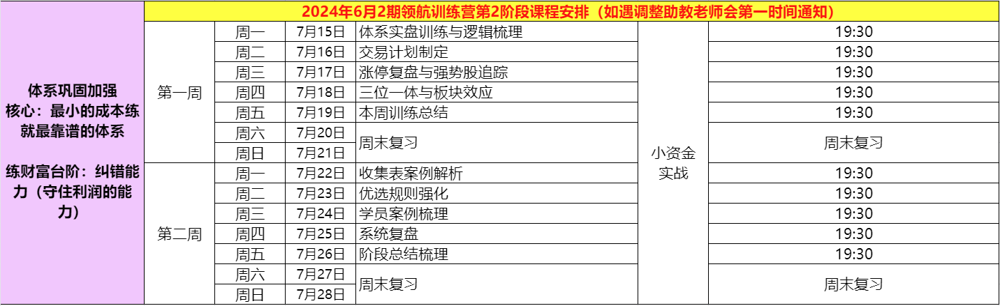 2024年6月2期领航训练营第2阶段课程安排（如遇调整助教老师会第一时间通知）
体系巩固加强
核心：最小的成本练
就最靠谱的体系
练财富台阶：纠错能
力（守住利润的能
力）
第一周
周一 7月15日 体系实盘训练与逻辑梳理 19:30
周二 7月16日 交易计划制定 19:30
周三 7月17日 涨停复盘与强势股追踪 19:30
周四 7月18日 三位一体与板块效应 19:30
周五 7月19日 本周训练总结 19:30
周六 7月20日
周末复习 周末复习
周日 7月21日
小资金
实战
第二周
周一 7月22日 收集表案例解析 19:30
周二 7月23日 优选规则强化 19:30
周三 7月24日 学员案例梳理 19:30
周四 7月25日 系统复盘 19:30
周五 7月26日 阶段总结梳理 19:30
周六 7月27日
周末复习 周末复习
周日 7月28日